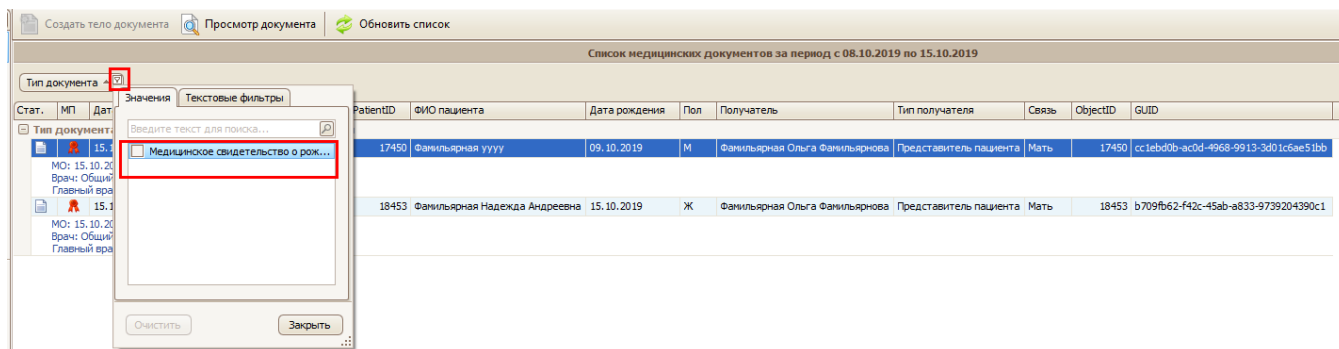 Создать тело документа Просмотр документа Обновить список
Список медицинских документов за период с 08.10.2019 по 15.10.2019
Тип документа
Значения Текстовые фильтры
Стат. МП Дат PatientID ФИО пациента Дата рождения Пол Получатель Тип получателя Связь ObjectID GUID
Тип документа Введите текст для поиска...
15.1 Медицинское свидетельство о рож... 17450 Фамильярная уууу 09.10.2019 М Фамильярная Ольга Фамильярнова Представитель пациента Мать 17450 cc1ebd0b-ac0d-4968-9913-3d01c6ae51bb
МО: 15.10.20
Врач: Общий
Главный вра
15.1 18453 Фамильярная Надежда Андреевна 15.10.2019 Ж Фамильярная Ольга Фамильярнова Представитель пациента Мать 18453 b709fb62-f42c-45ab-a833-9739204390c1
МО: 15.10.20
Врач: Общий
Главный вра
Очистить Закрыть